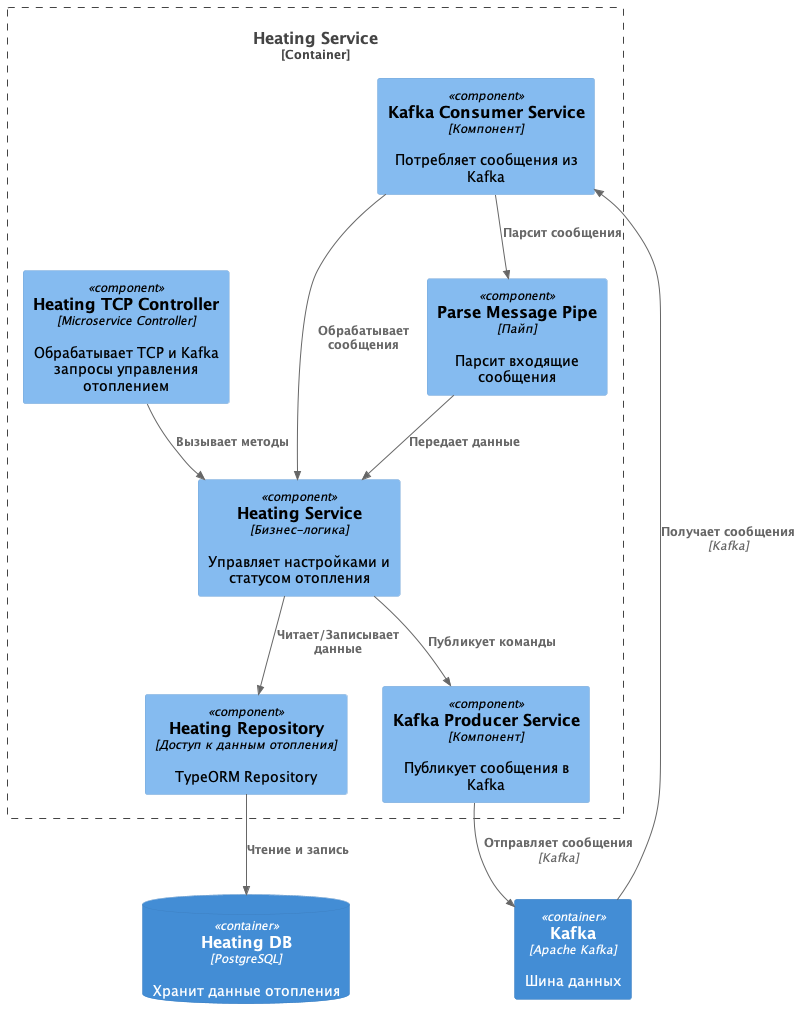 Heating Service
[Container]
«component»
Kafka Consumer Service
[Компонент]
Потребляет сообщения из
Kafka
Парсит сообщения
«component»
Heating TCP Controller
[Microservice Controller]
Обрабатывает TCP и Kafka
запросы управления
отоплением
Обрабатывает
сообщения
«component»
Parse Message Pipe
[Пайп]
Парсит входящие
сообщения
Вызывает методы
Передает данные
«component»
Heating Service
[Бизнес-логика]
Управляет настройками и
статусом отопления
Получает сообщения
[Kafka]
Читает/Записывает
данные
Публикует команды
«component»
Heating Repository
[Доступ к данным отопления]
TypeORM Repository
«component»
Kafka Producer Service
[Компонент]
Публикует сообщения в
Kafka
Чтение и запись
Отправляет сообщения
[Kafka]
«container»
Heating DB
[PostgreSQL]
Хранит данные отопления
«container»
Kafka
[Apache Kafka]
Шина данных